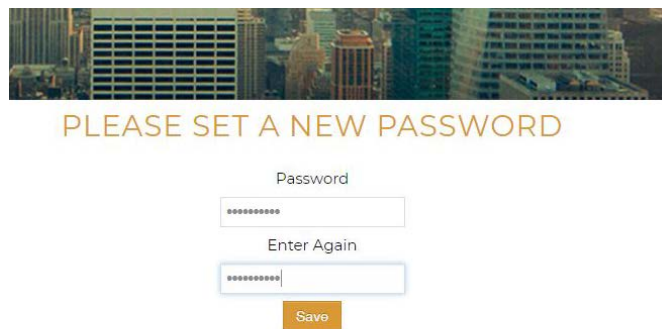 PLEASE SET A NEW PASSWORD
Password
••••••••••
Enter Again
••••••••••
Save